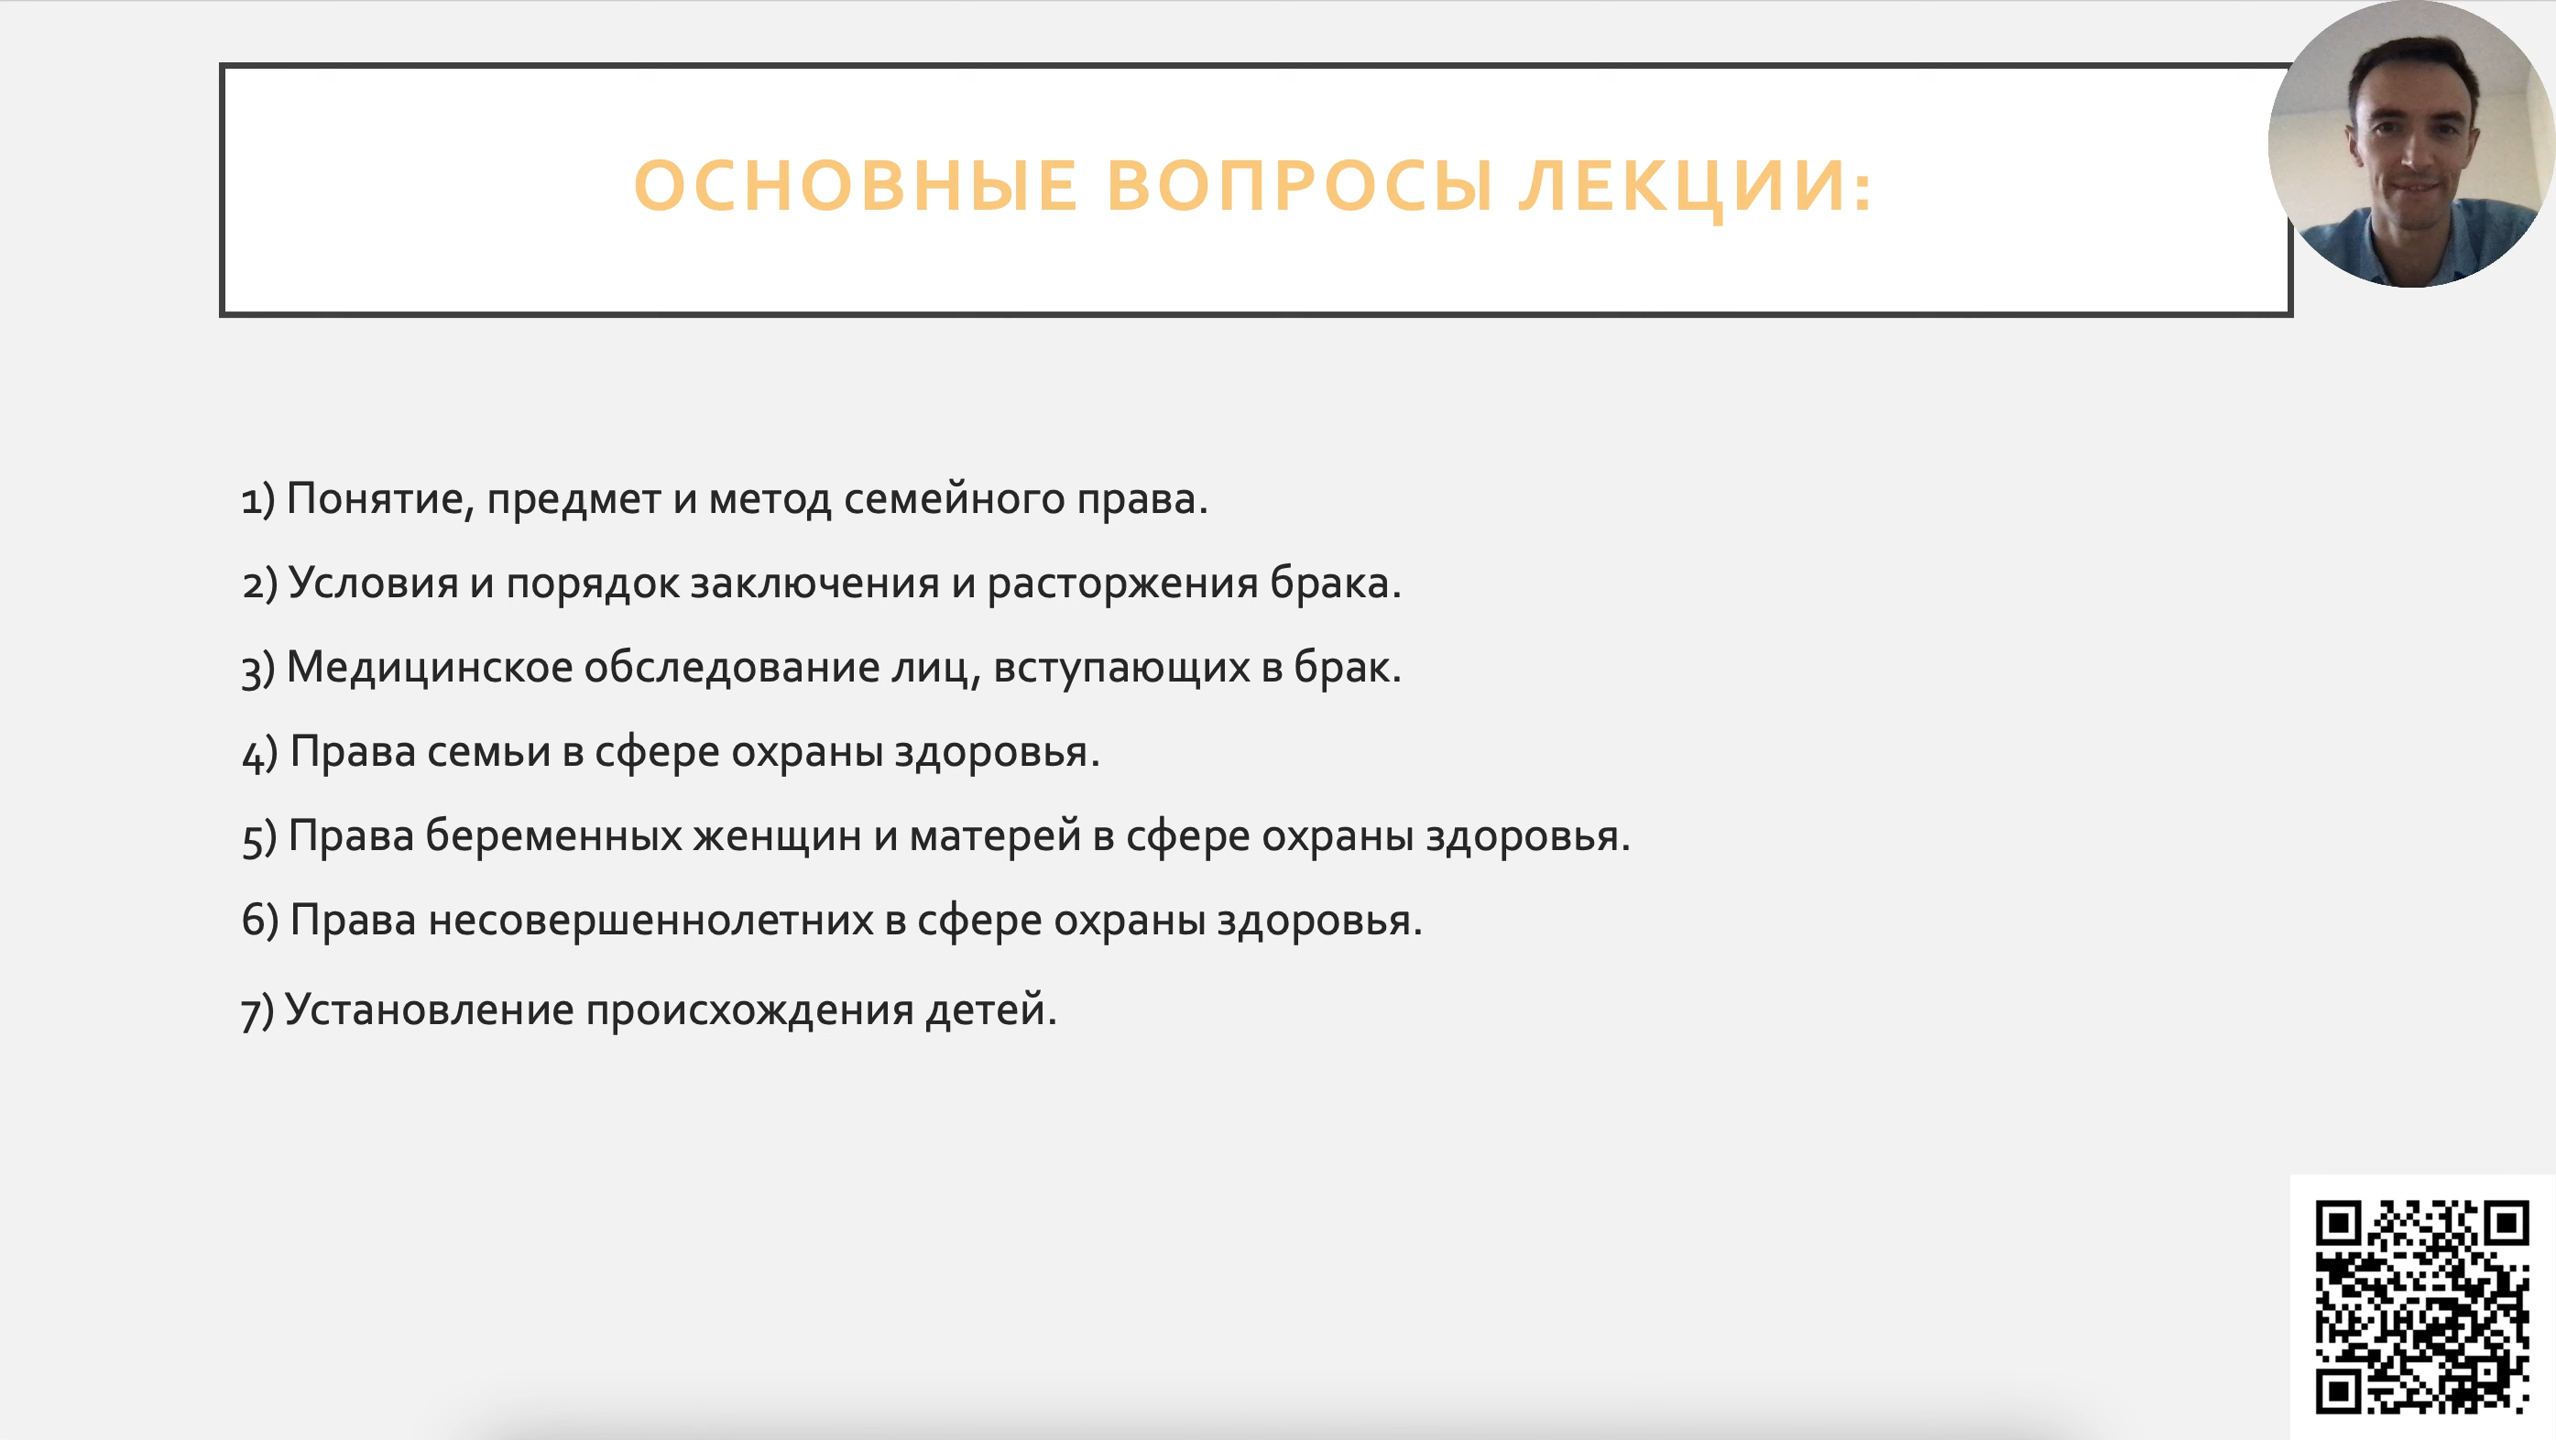 ОСНОВНЫЕ ВОПРОСЫ ЛЕКЦИИ:
1) Понятие, предмет и метод семейного права.
2) Условия и порядок заключения и расторжения брака.
3) Медицинское обследование лиц, вступающих в брак.
4) Права семьи в сфере охраны здоровья.
5) Права беременных женщин и матерей в сфере охраны здоровья.
6) Права несовершеннолетних в сфере охраны здоровья.
7) Установление происхождения детей.